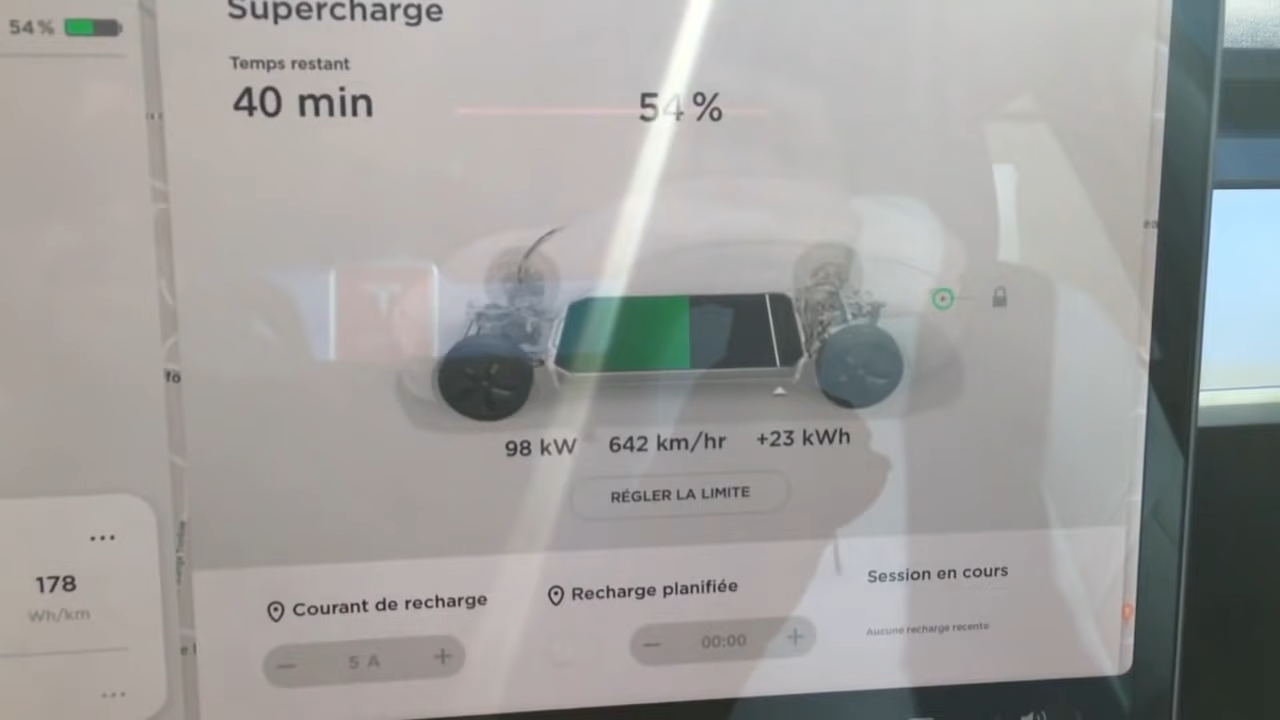 54 %
Supercharge
Temps restant
40 min
54 %
98 kW 642 km/hr +23 kWh
RÉGLER LA LIMITE
...
178
Wh/km
Courant de recharge
− 5 A +
Recharge planifiée
− 00:00 +
Session en cours
Aucune recharge recente
...